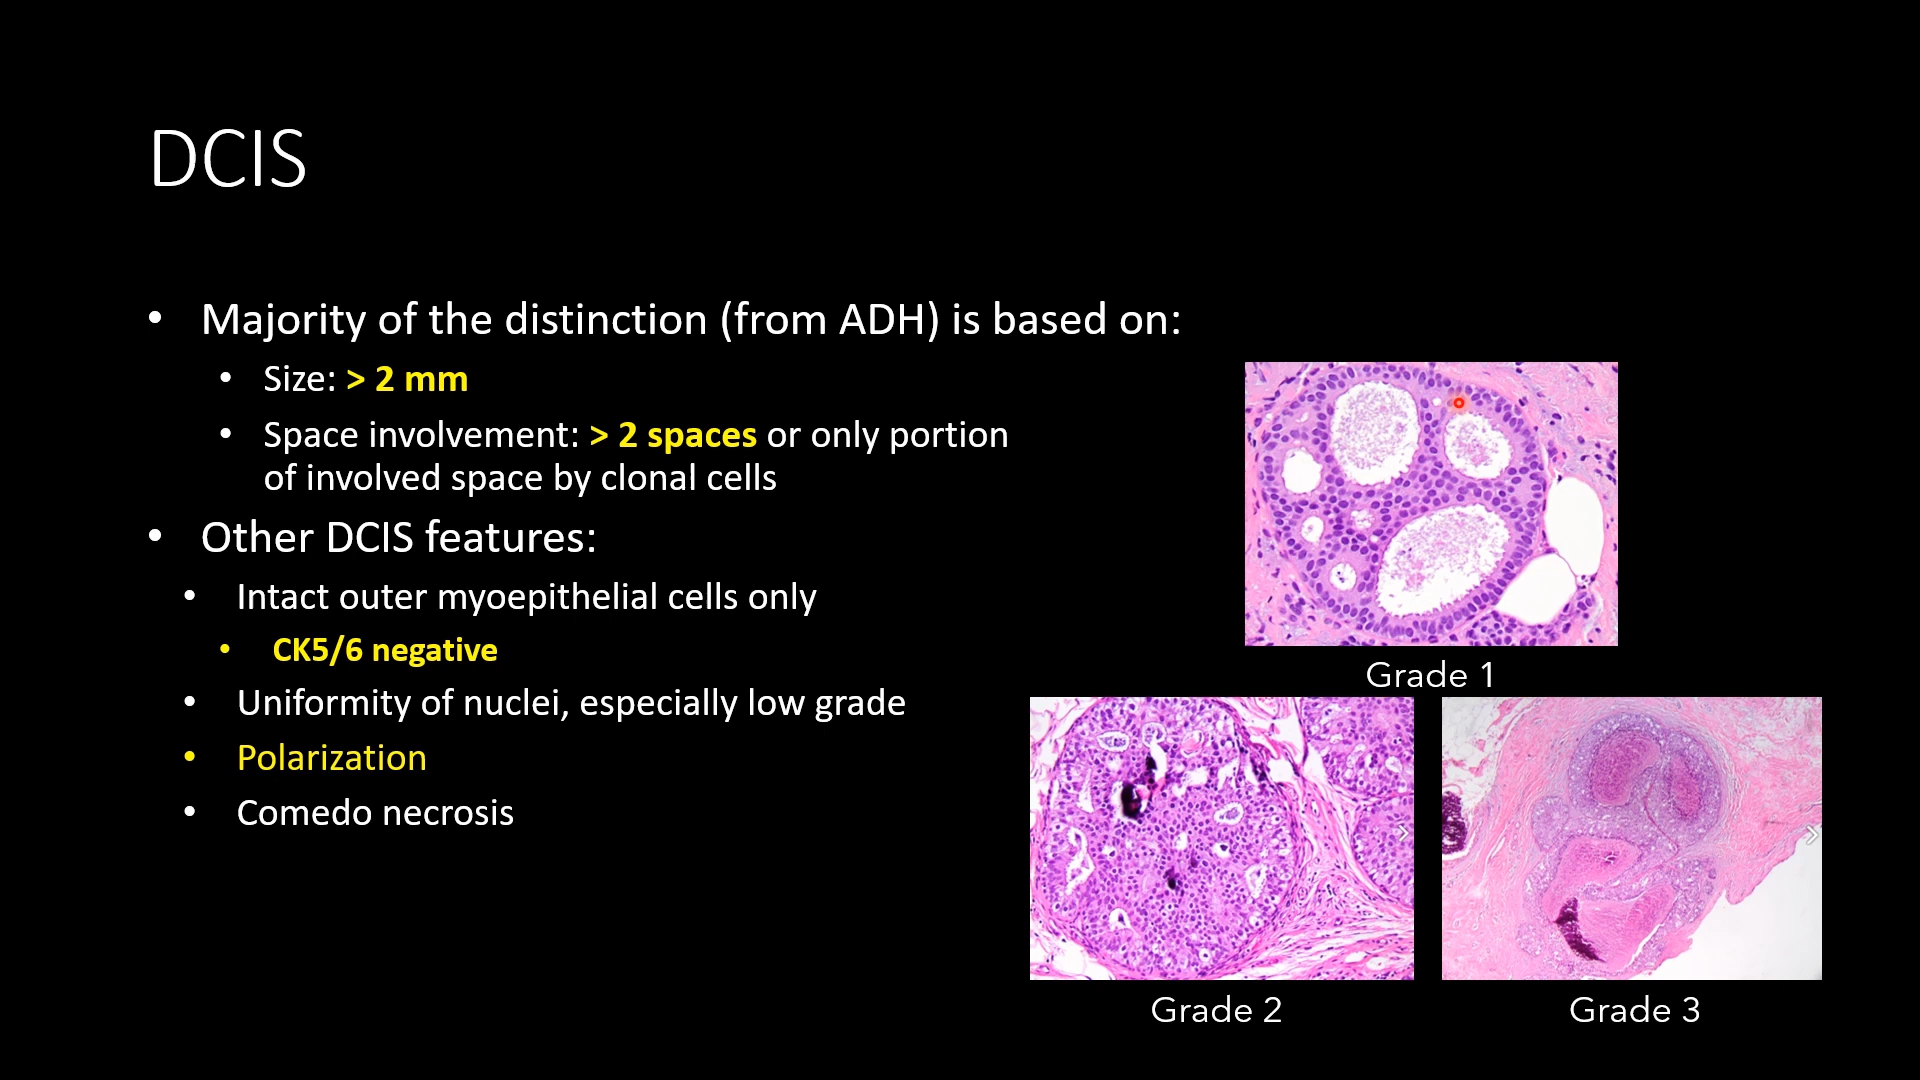 DCIS
• Majority of the distinction (from ADH) is based on:
• Size: > 2 mm
• Space involvement: > 2 spaces or only portion
of involved space by clonal cells
• Other DCIS features:
• Intact outer myoepithelial cells only
• CK5/6 negative
• Uniformity of nuclei, especially low grade
• Polarization
• Comedo necrosis
Grade 1
Grade 2
Grade 3